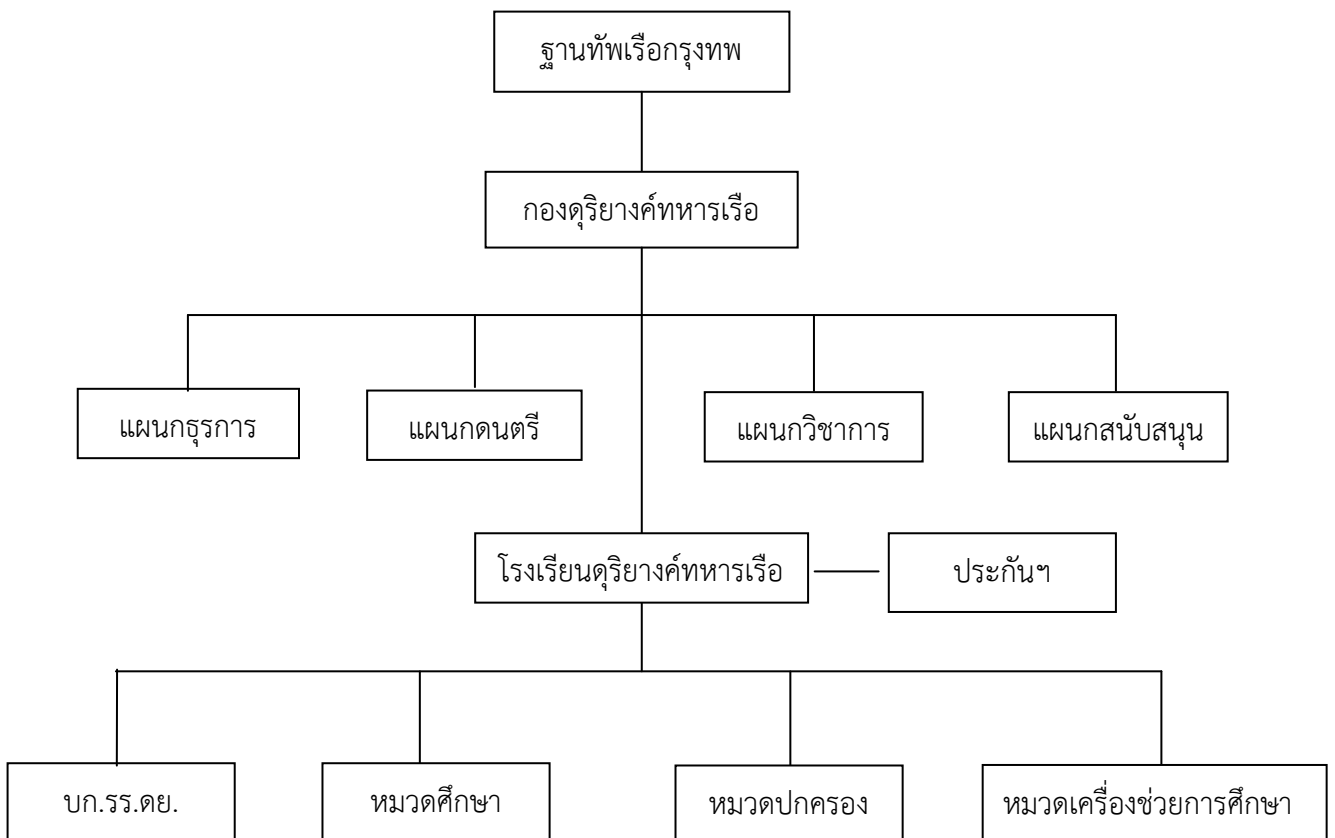 ฐานทัพเรือกรุงทพ
กองดุริยางค์ทหารเรือ
แผนกธุรการ
แผนกดนตรี
แผนกวิชาการ
แผนกสนับสนุน
โรงเรียนดุริยางค์ทหารเรือ
ประกันฯ
บก.รร.ดย.
หมวดศึกษา
หมวดปกครอง
หมวดเครื่องช่วยการศึกษา